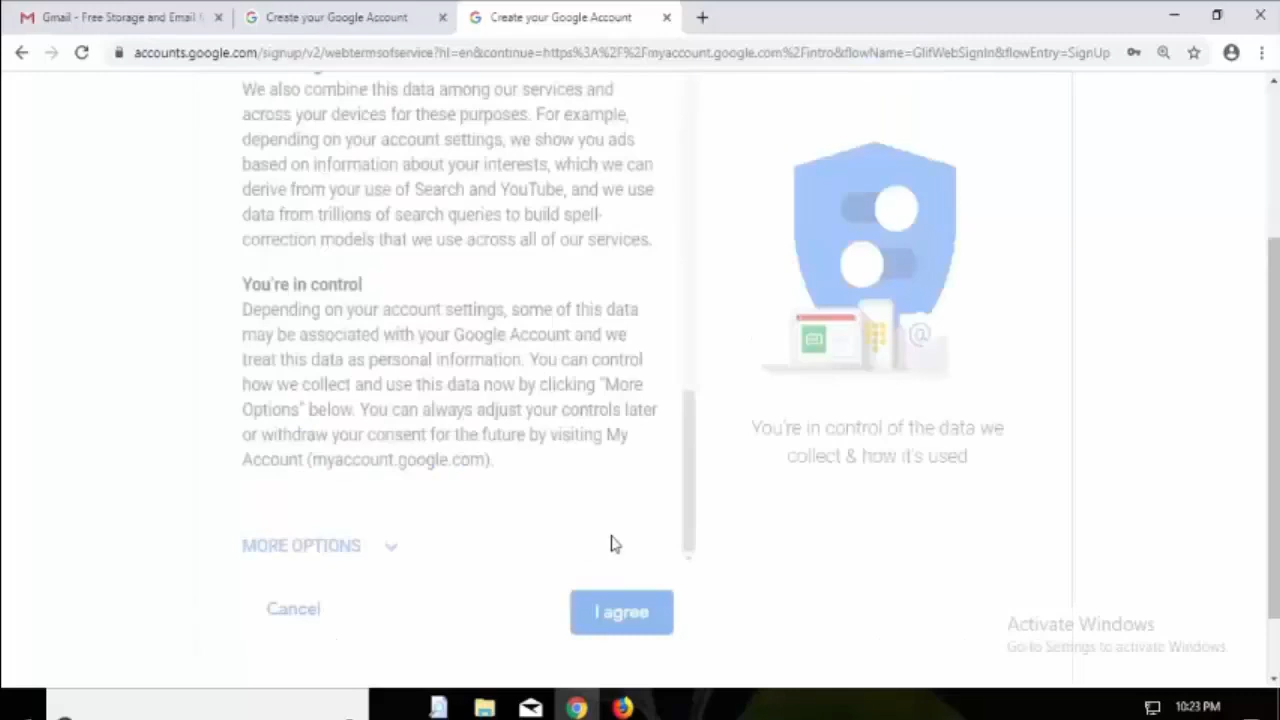 Gmail - Free Storage and Email
Create your Google Account
Create your Google Account
accounts.google.com/signup/v2/webtermsofservice?hl=en&continue=https%3A%2F%2Fmyaccount.google.com%2Fintro&flowName=GlifWebSignIn&flowEntry=SignUp
We also combine this data among our services and
across your devices for these purposes. For example,
depending on your account settings, we show you ads
based on information about your interests, which we can
derive from your use of Search and YouTube, and we use
data from trillions of search queries to build spell-
correction models that we use across all of our services.
You're in control
Depending on your account settings, some of this data
may be associated with your Google Account and we
treat this data as personal information. You can control
how we collect and use this data now by clicking "More
Options" below. You can always adjust your controls later
or withdraw your consent for the future by visiting My
Account (myaccount.google.com).
MORE OPTIONS
Cancel
I agree
@
You're in control of the data we
collect & how it's used
Activate Windows
Go to Settings to activate Windows.
10:23 PM